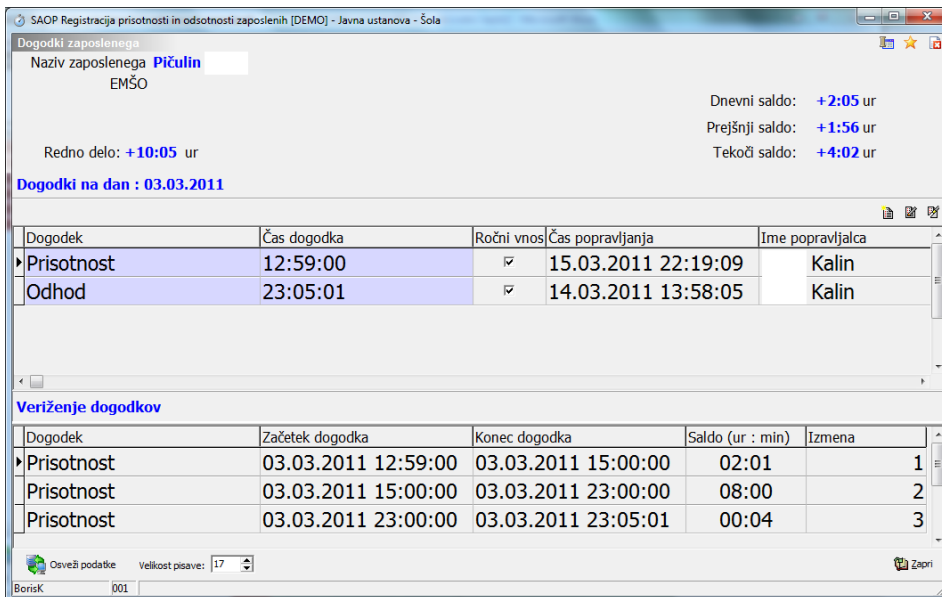 SAOP Registracija prisotnosti in odsotnosti zaposlenih [DEMO] - Javna ustanova - Šola
Dogodki zaposlenega
Naziv zaposlenega Pičulin
EMŠO
Dnevni saldo: +2:05 ur
Prejšnji saldo: +1:56 ur
Redno delo: +10:05 ur Tekoči saldo: +4:02 ur
Dogodki na dan : 03.03.2011
Dogodek Čas dogodka Ročni vnos Čas popravljanja Ime popravljalca
Prisotnost 12:59:00 15.03.2011 22:19:09 Kalin
Odhod 23:05:01 14.03.2011 13:58:05 Kalin
Veriženje dogodkov
Dogodek Začetek dogodka Konec dogodka Saldo (ur : min) Izmena
Prisotnost 03.03.2011 12:59:00 03.03.2011 15:00:00 02:01 1
Prisotnost 03.03.2011 15:00:00 03.03.2011 23:00:00 08:00 2
Prisotnost 03.03.2011 23:00:00 03.03.2011 23:05:01 00:04 3
Osveži podatke Velikost pisave: 17 Zapri
BorisK 001